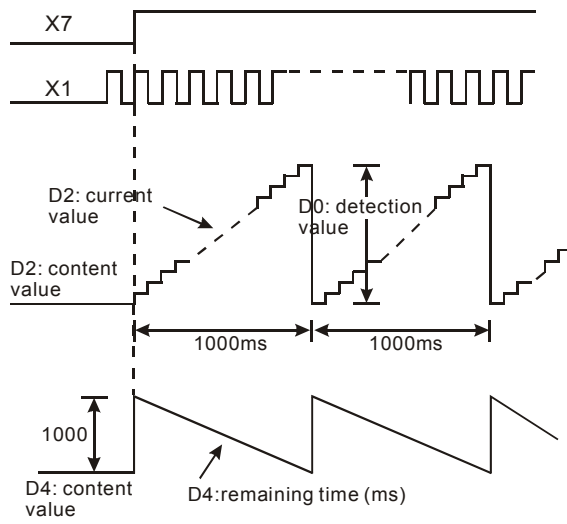 X7
X1
D2: current
value
D0: detection
value
D2: content
value
1000ms
1000ms
1000
D4: content
value
D4:remaining time (ms)